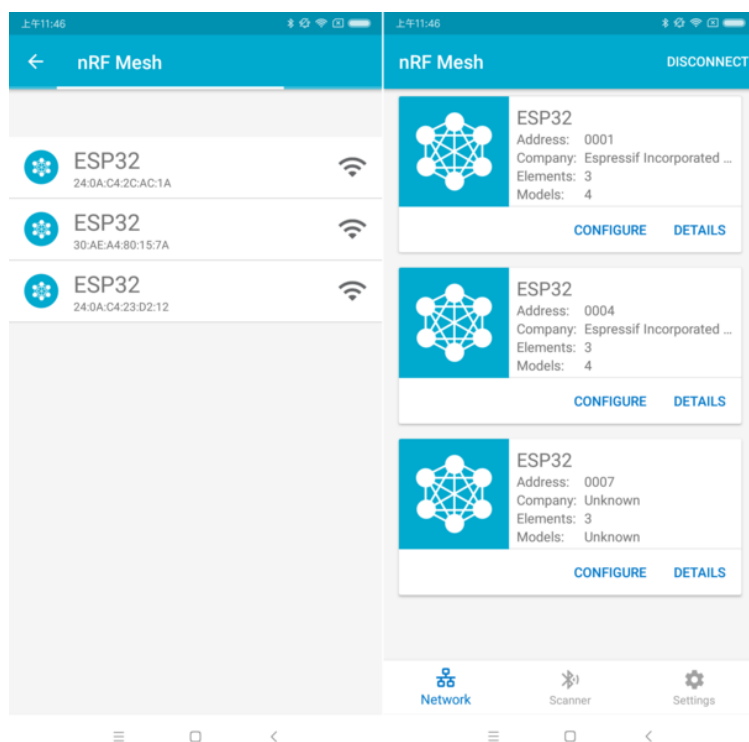 上午11:46
nRF Mesh
ESP32
24:0A:C4:2C:AC:1A
ESP32
30:AE:A4:80:15:7A
ESP32
24:0A:C4:23:D2:12
上午11:46
nRF Mesh
DISCONNECT
ESP32
Address: 0001
Company: Espressif Incorporated ...
Elements: 3
Models: 4
CONFIGURE DETAILS
ESP32
Address: 0004
Company: Espressif Incorporated ...
Elements: 3
Models: 4
CONFIGURE DETAILS
ESP32
Address: 0007
Company: Unknown
Elements: 3
Models: Unknown
CONFIGURE DETAILS
Network Scanner Settings